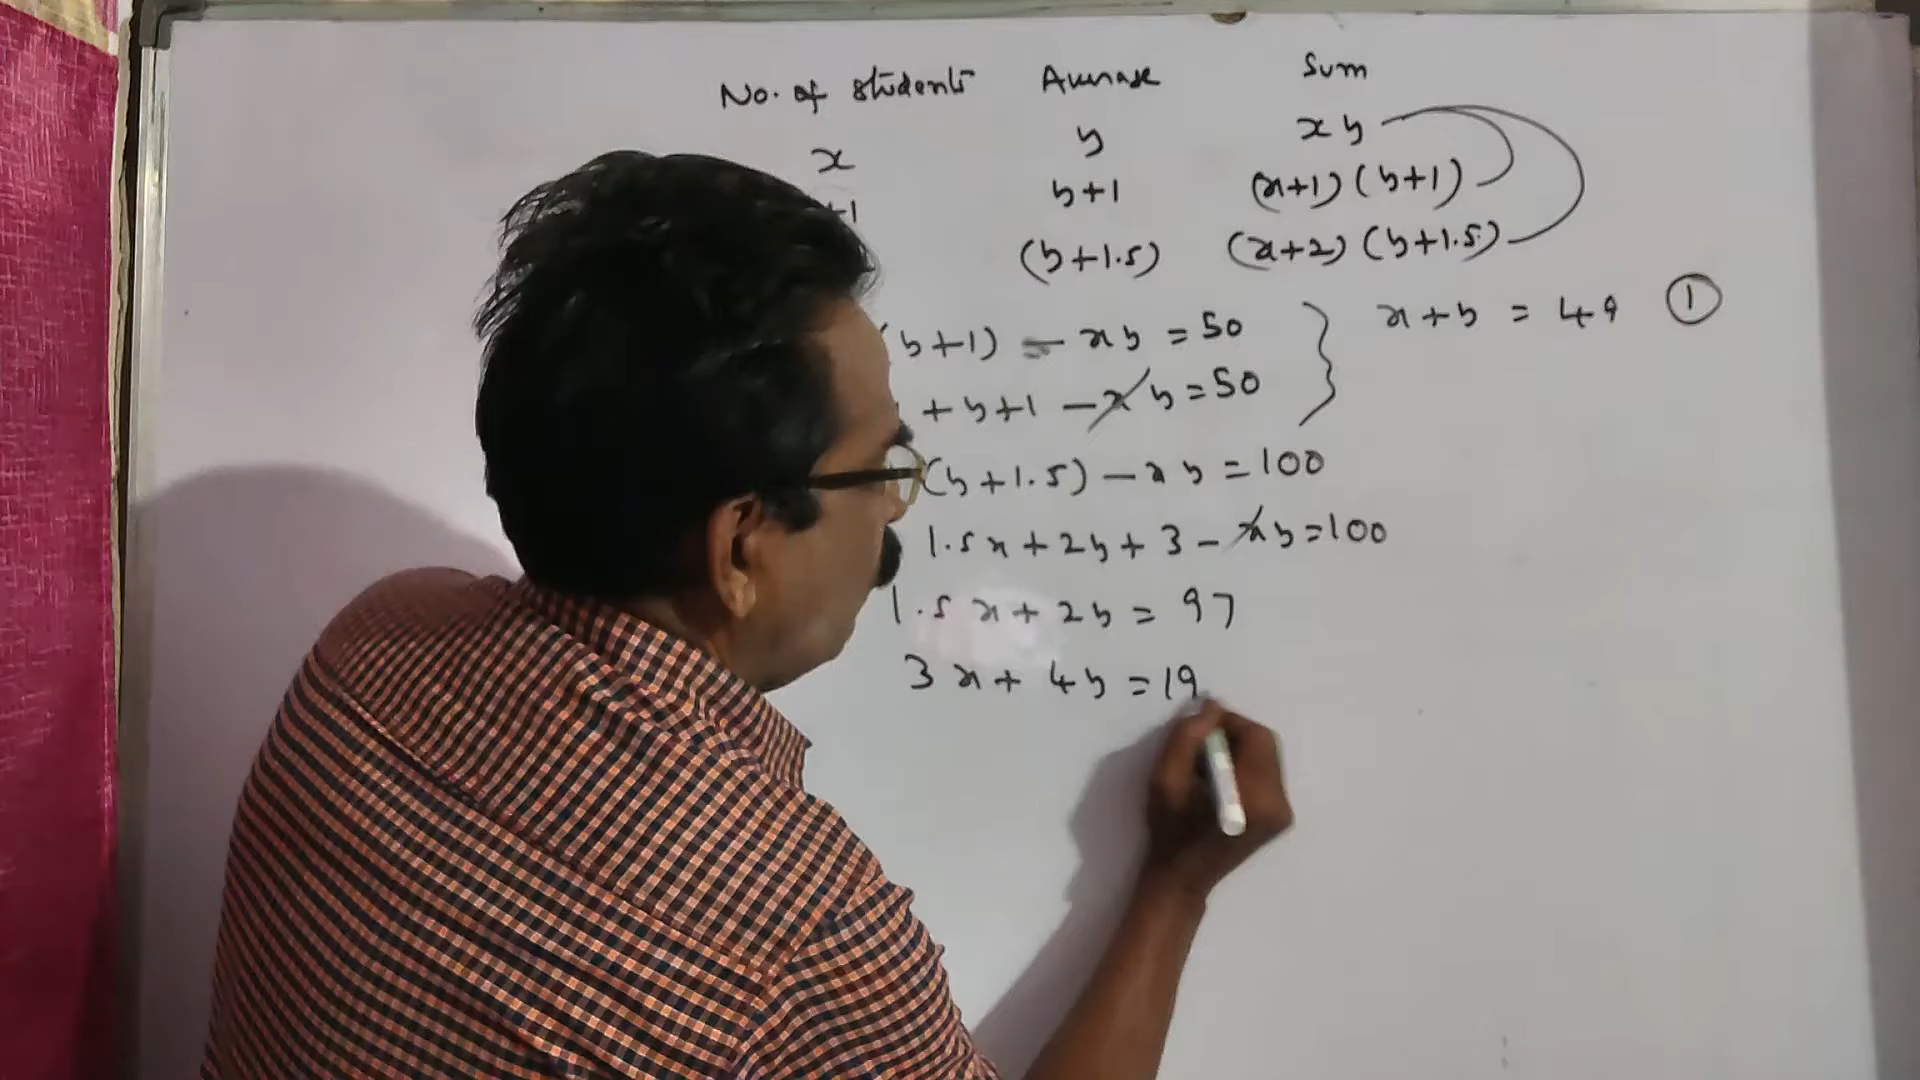 No. of students Average Sum
x y xy
+1 y+1 (x+1) (y+1)
(y+1.5) (x+2) (y+1.5)
(y+1) - xy = 50 x+y = 49 ①
+ y+1 - xy = 50
(y+1.5) - xy = 100
1.5x + 2y + 3 - xy = 100
1.5 x + 2y = 97
3x + 4y = 19